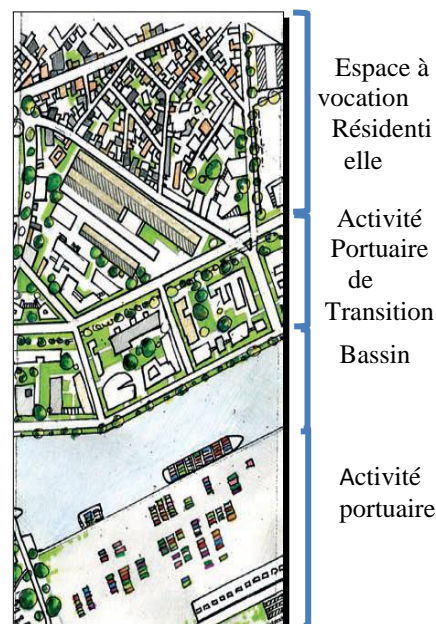 Espace à
vocation
Résidenti
elle
Activité
Portuaire
de
Transition
Bassin
Activité
portuaire